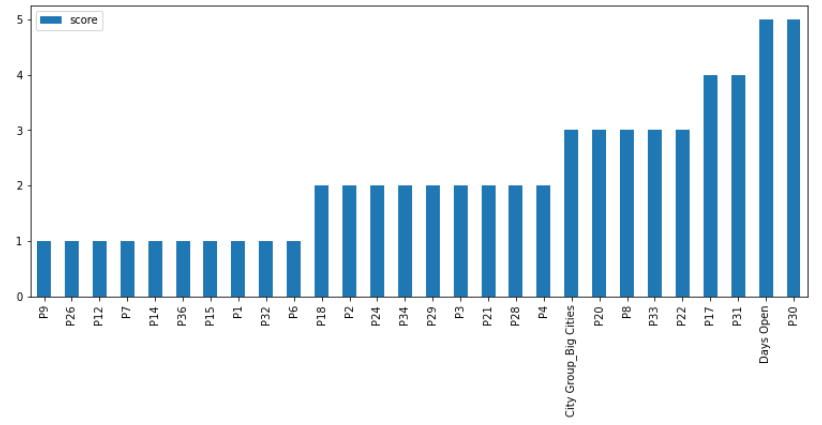 score
5
4
3
2
1
0
P9
P26
P12
P7
P14
P36
P15
P1
P32
P6
P18
P2
P24
P34
P29
P3
P21
P28
P4
City Group_Big Cities
P20
P8
P33
P22
P17
P31
Days Open
P30